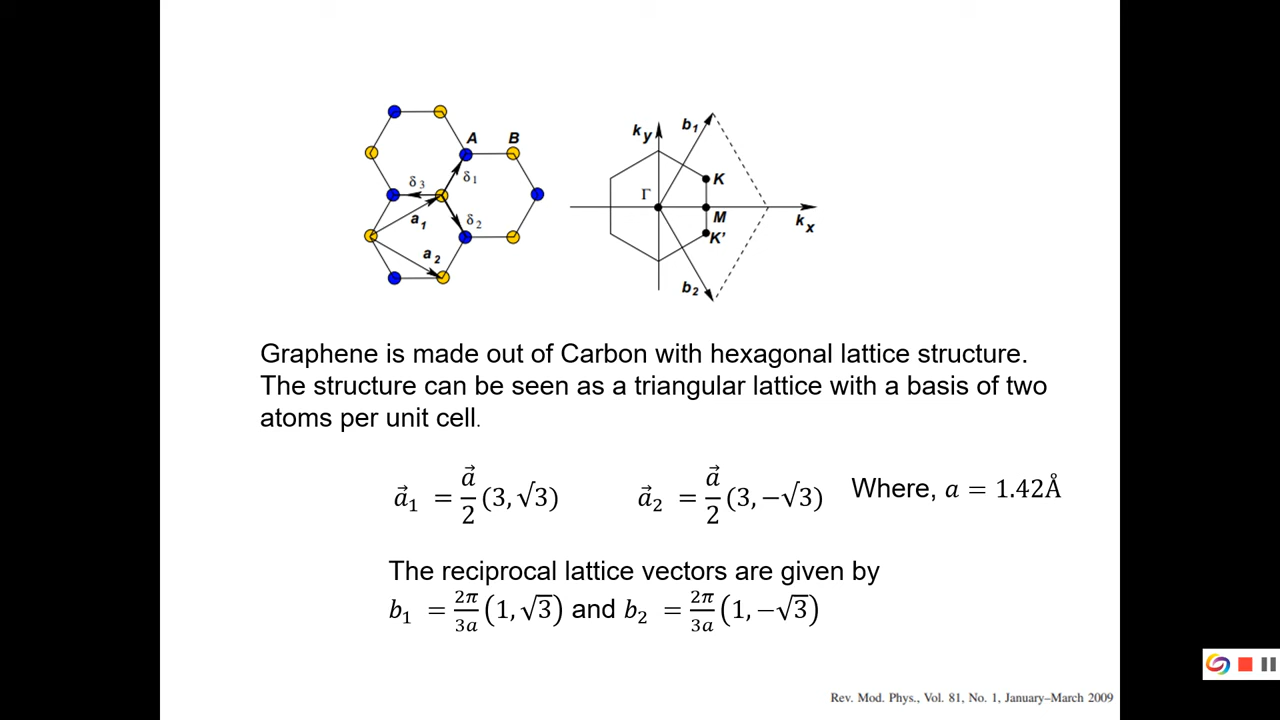 A B
δ₁
δ₃
a₁
δ₂
a₂
k_y b₁
K
Γ
M
k_x
K'
b₂
Graphene is made out of Carbon with hexagonal lattice structure.
The structure can be seen as a triangular lattice with a basis of two
atoms per unit cell.
a⃗₁ = a⃗/2 (3, √3) a⃗₂ = a⃗/2 (3, −√3) Where, a = 1.42Å
The reciprocal lattice vectors are given by
b₁ = 2π/3a (1, √3) and b₂ = 2π/3a (1, −√3)
Rev. Mod. Phys., Vol. 81, No. 1, January–March 2009